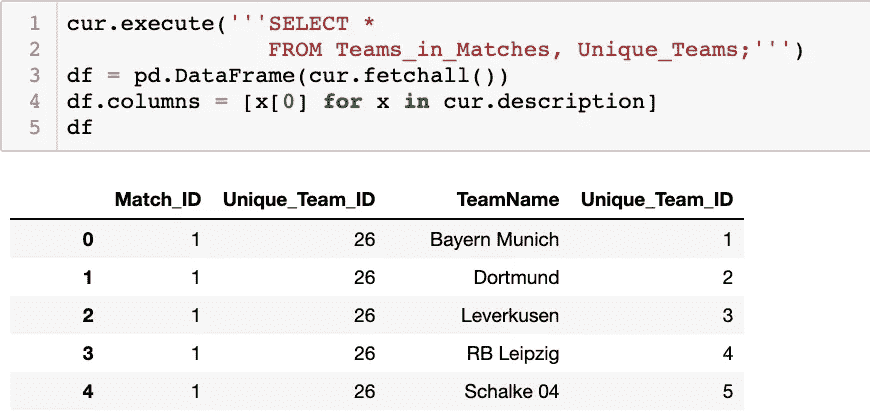 1 cur.execute('''SELECT *
2 FROM Teams_in_Matches, Unique_Teams;''')
3 df = pd.DataFrame(cur.fetchall())
4 df.columns = [x[0] for x in cur.description]
5 df
Match_ID Unique_Team_ID TeamName Unique_Team_ID
0 1 26 Bayern Munich 1
1 1 26 Dortmund 2
2 1 26 Leverkusen 3
3 1 26 RB Leipzig 4
4 1 26 Schalke 04 5